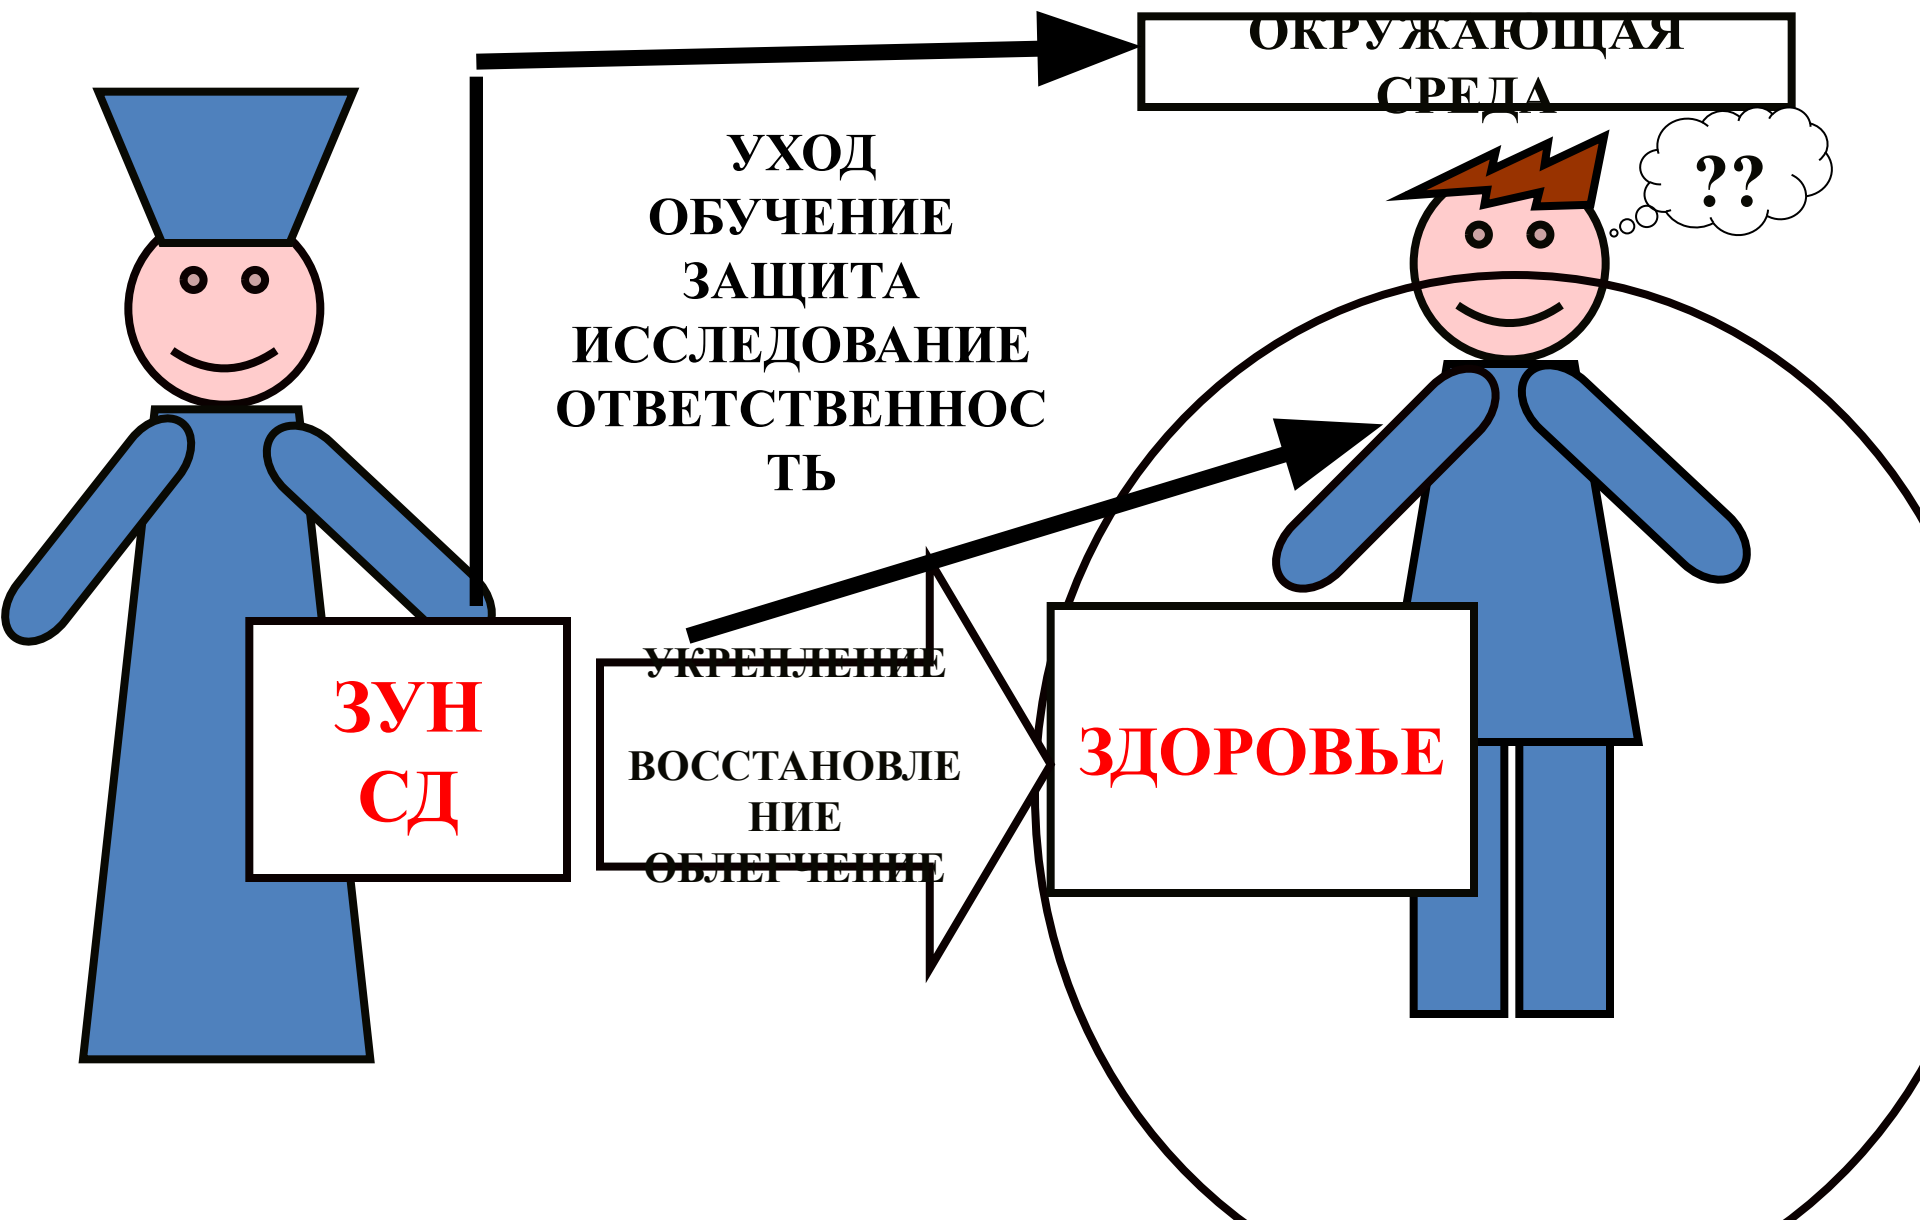 ОКРУЖАЮЩАЯ
СРЕДА
??
УХОД
ОБУЧЕНИЕ
ЗАЩИТА
ИССЛЕДОВАНИЕ
ОТВЕТСТВЕННОС
ТЬ
ЗУН
СД
УКРЕПЛЕНИЕ
ВОССТАНОВЛЕ
НИЕ
ОБЛЕГЧЕНИЕ
ЗДОРОВЬЕ